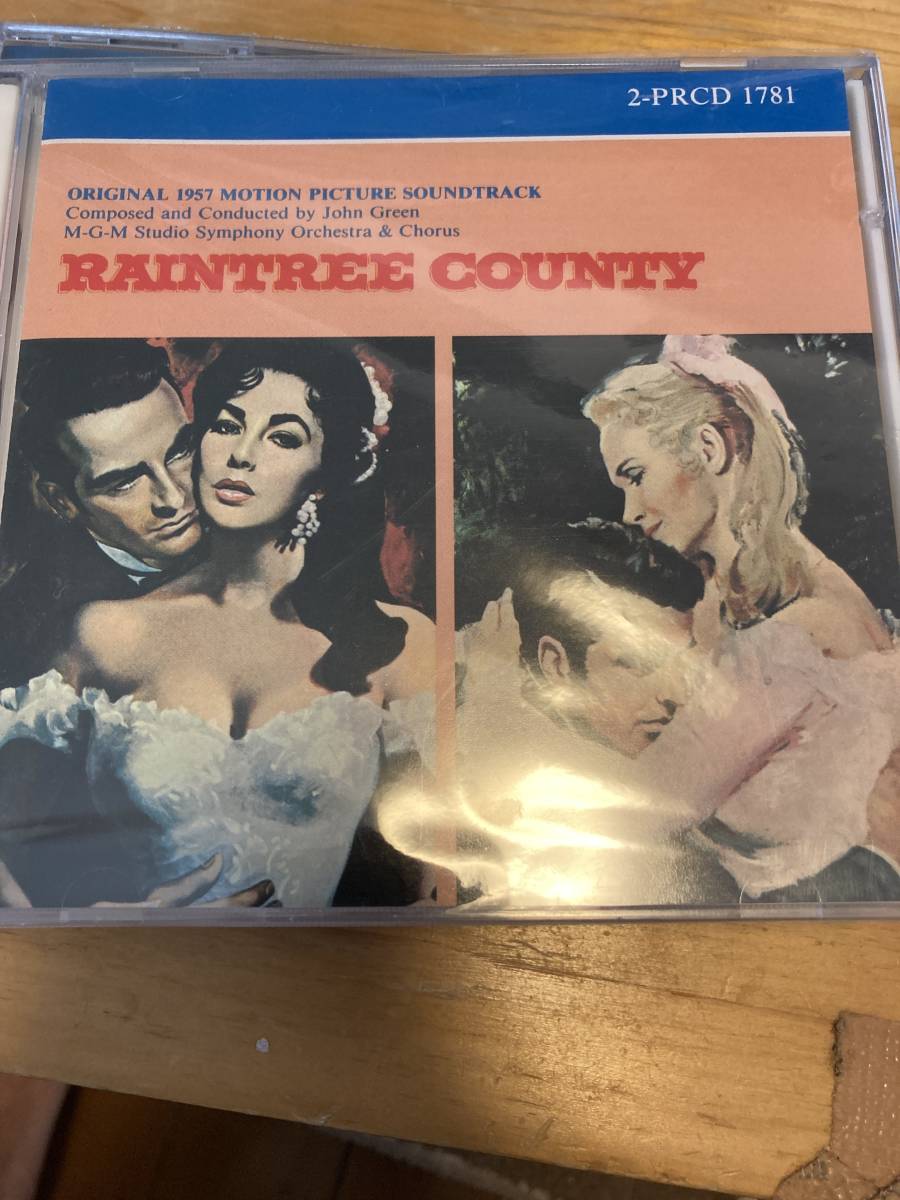 2-PRCD 1781
ORIGINAL 1957 MOTION PICTURE SOUNDTRACK
Composed and Conducted by John Green
M-G-M Studio Symphony Orchestra & Chorus
RAINTREE COUNTY